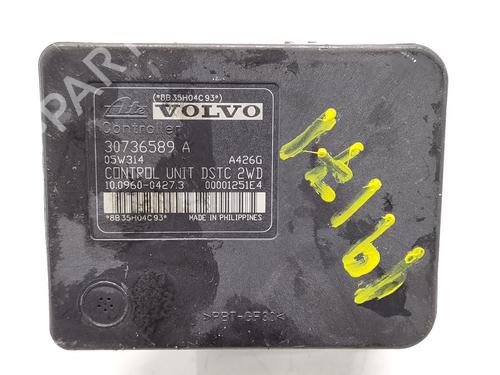 (*8B35H04C93*)
Ate VOLVO
Controller
30736589 A
05W314 A426G
CONTROL UNIT DSTC 2WD
10.0960-0427.3 00001251E4
*8B35H04C93* MADE IN PHILIPPINES
>PBT-GF30<